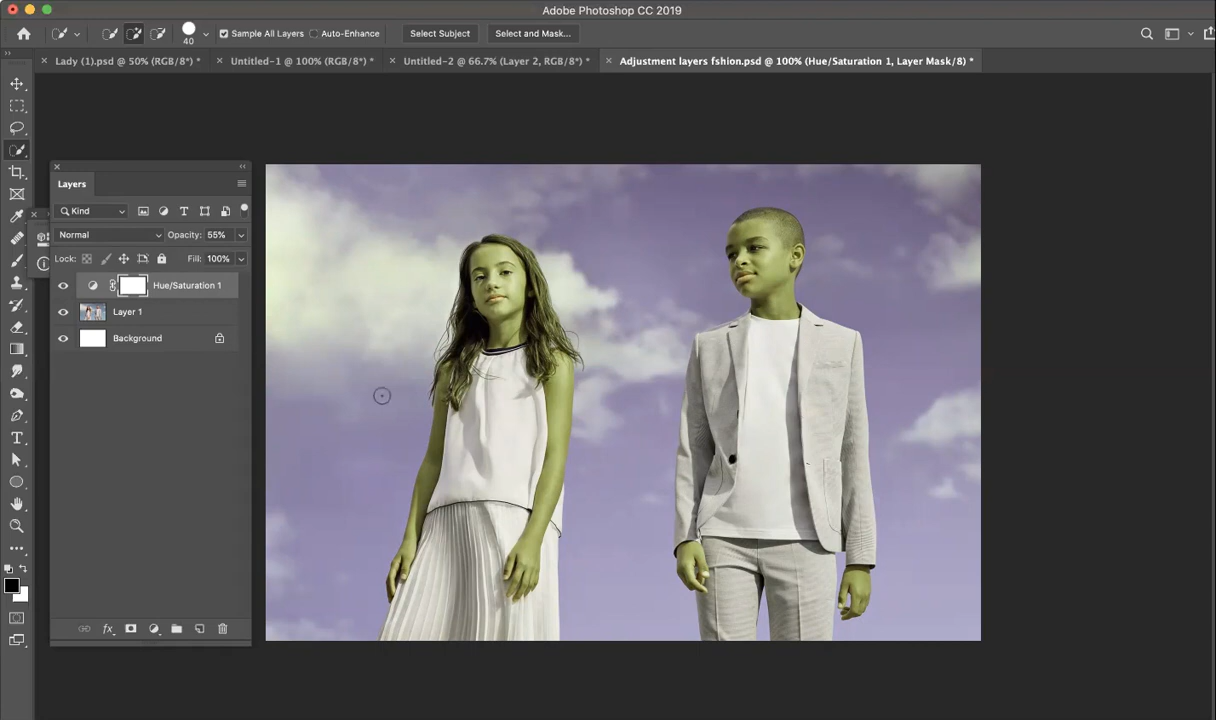 Adobe Photoshop CC 2019
40
Sample All Layers
Auto-Enhance
Select Subject
Select and Mask...
Lady (1).psd @ 50% (RGB/8*) *
Untitled-1 @ 100% (RGB/8*) *
Untitled-2 @ 66.7% (Layer 2, RGB/8*) *
Adjustment layers fshion.psd @ 100% (Hue/Saturation 1, Layer Mask/8) *
Layers
Kind
Normal
Opacity: 55%
Lock:
Fill: 100%
Hue/Saturation 1
Layer 1
Background
fx